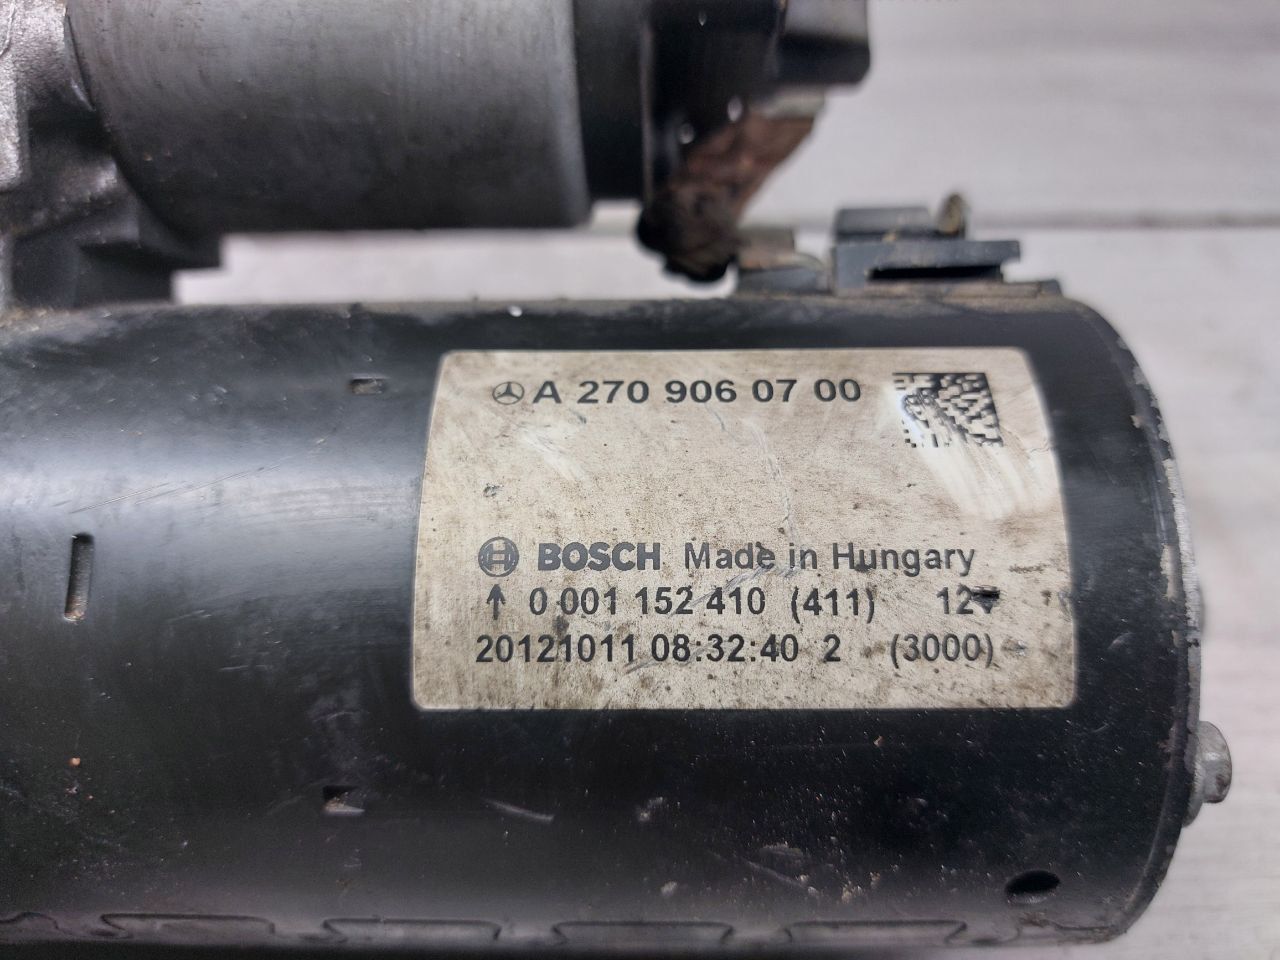 A 270 906 07 00
BOSCH Made in Hungary
↑ 0 001 152 410 (411) 12V
20121011 08:32:40 2 (3000)